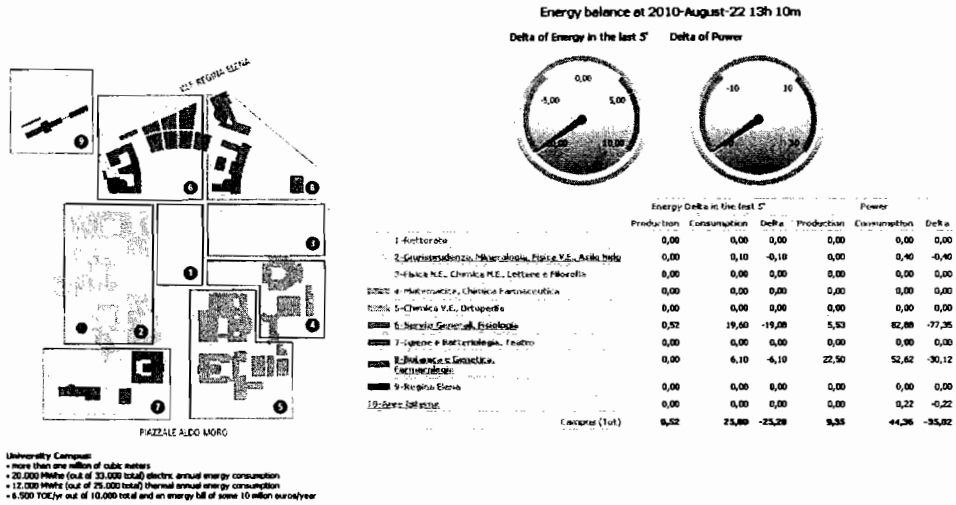 Energy balance at 2010-August-22 13h 10m
Delta of Energy in the last 5' Delta of Power
0,00
-5,00 5,00
10,00
-10 10
VLE REGINA ELENA
9
6
8
3
1
2
4
7
5
PIAZZALE ALDO MORO
Energy Delta in the last 5' Power
Production Consumption Delta Production Consumption Delta
1-Rettorato 0,00 0,00 0,00 0,00 0,00 0,00
2-Giurisprudenza, Mineralogia, Fisica V.E., Asilo Nido 0,00 0,10 -0,10 0,00 0,40 -0,40
3-Fisica N.E., Chimica N.E., Lettere e Filosofia 0,00 0,00 0,00 0,00 0,00 0,00
4-Matematica, Chimica Farmaceutica 0,00 0,00 0,00 0,00 0,00 0,00
5-Chimica V.E., Ortopedia 0,00 0,00 0,00 0,00 0,00 0,00
6-Servizi Generali, Fisiologia 0,52 19,60 -19,08 5,53 82,88 -77,35
7-Igiene e Batteriologia, Teatro 0,00 0,00 0,00 0,00 0,00 0,00
8-Botanica e Genetica, 0,00 6,10 -6,10 22,50 52,62 -30,12
Farmacologia
9-Regina Elena 0,00 0,00 0,00 0,00 0,00 0,00
10-Aree Esterne 0,00 0,00 0,00 0,00 0,22 -0,22
Campus (Tot) 0,52 25,80 -25,28 9,35 44,36 -35,02
University Campus:
• more than one million of cubic meters
• 20.000 MWhe (out of 33.000 total) electric annual energy consumption
• 12.000 MWht (out of 25.000 total) thermal annual energy consumption
• 6.500 TOE/yr out of 10.000 total and an energy bill of some 10 milion euros/year